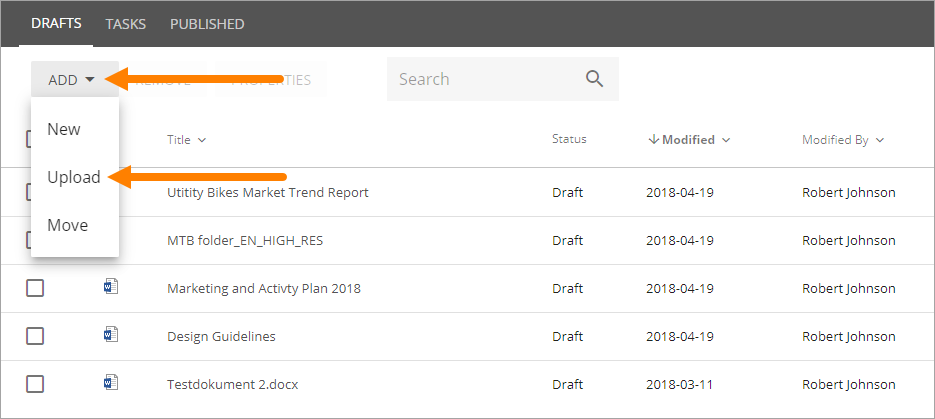 DRAFTS TASKS PUBLISHED
ADD REMOVE PROPERTIES Search
New
Title Status Modified Modified By
Upload
Utitity Bikes Market Trend Report Draft 2018-04-19 Robert Johnson
Move
MTB folder_EN_HIGH_RES Draft 2018-04-19 Robert Johnson
Marketing and Activty Plan 2018 Draft 2018-04-19 Robert Johnson
Design Guidelines Draft 2018-04-19 Robert Johnson
Testdokument 2.docx Draft 2018-03-11 Robert Johnson